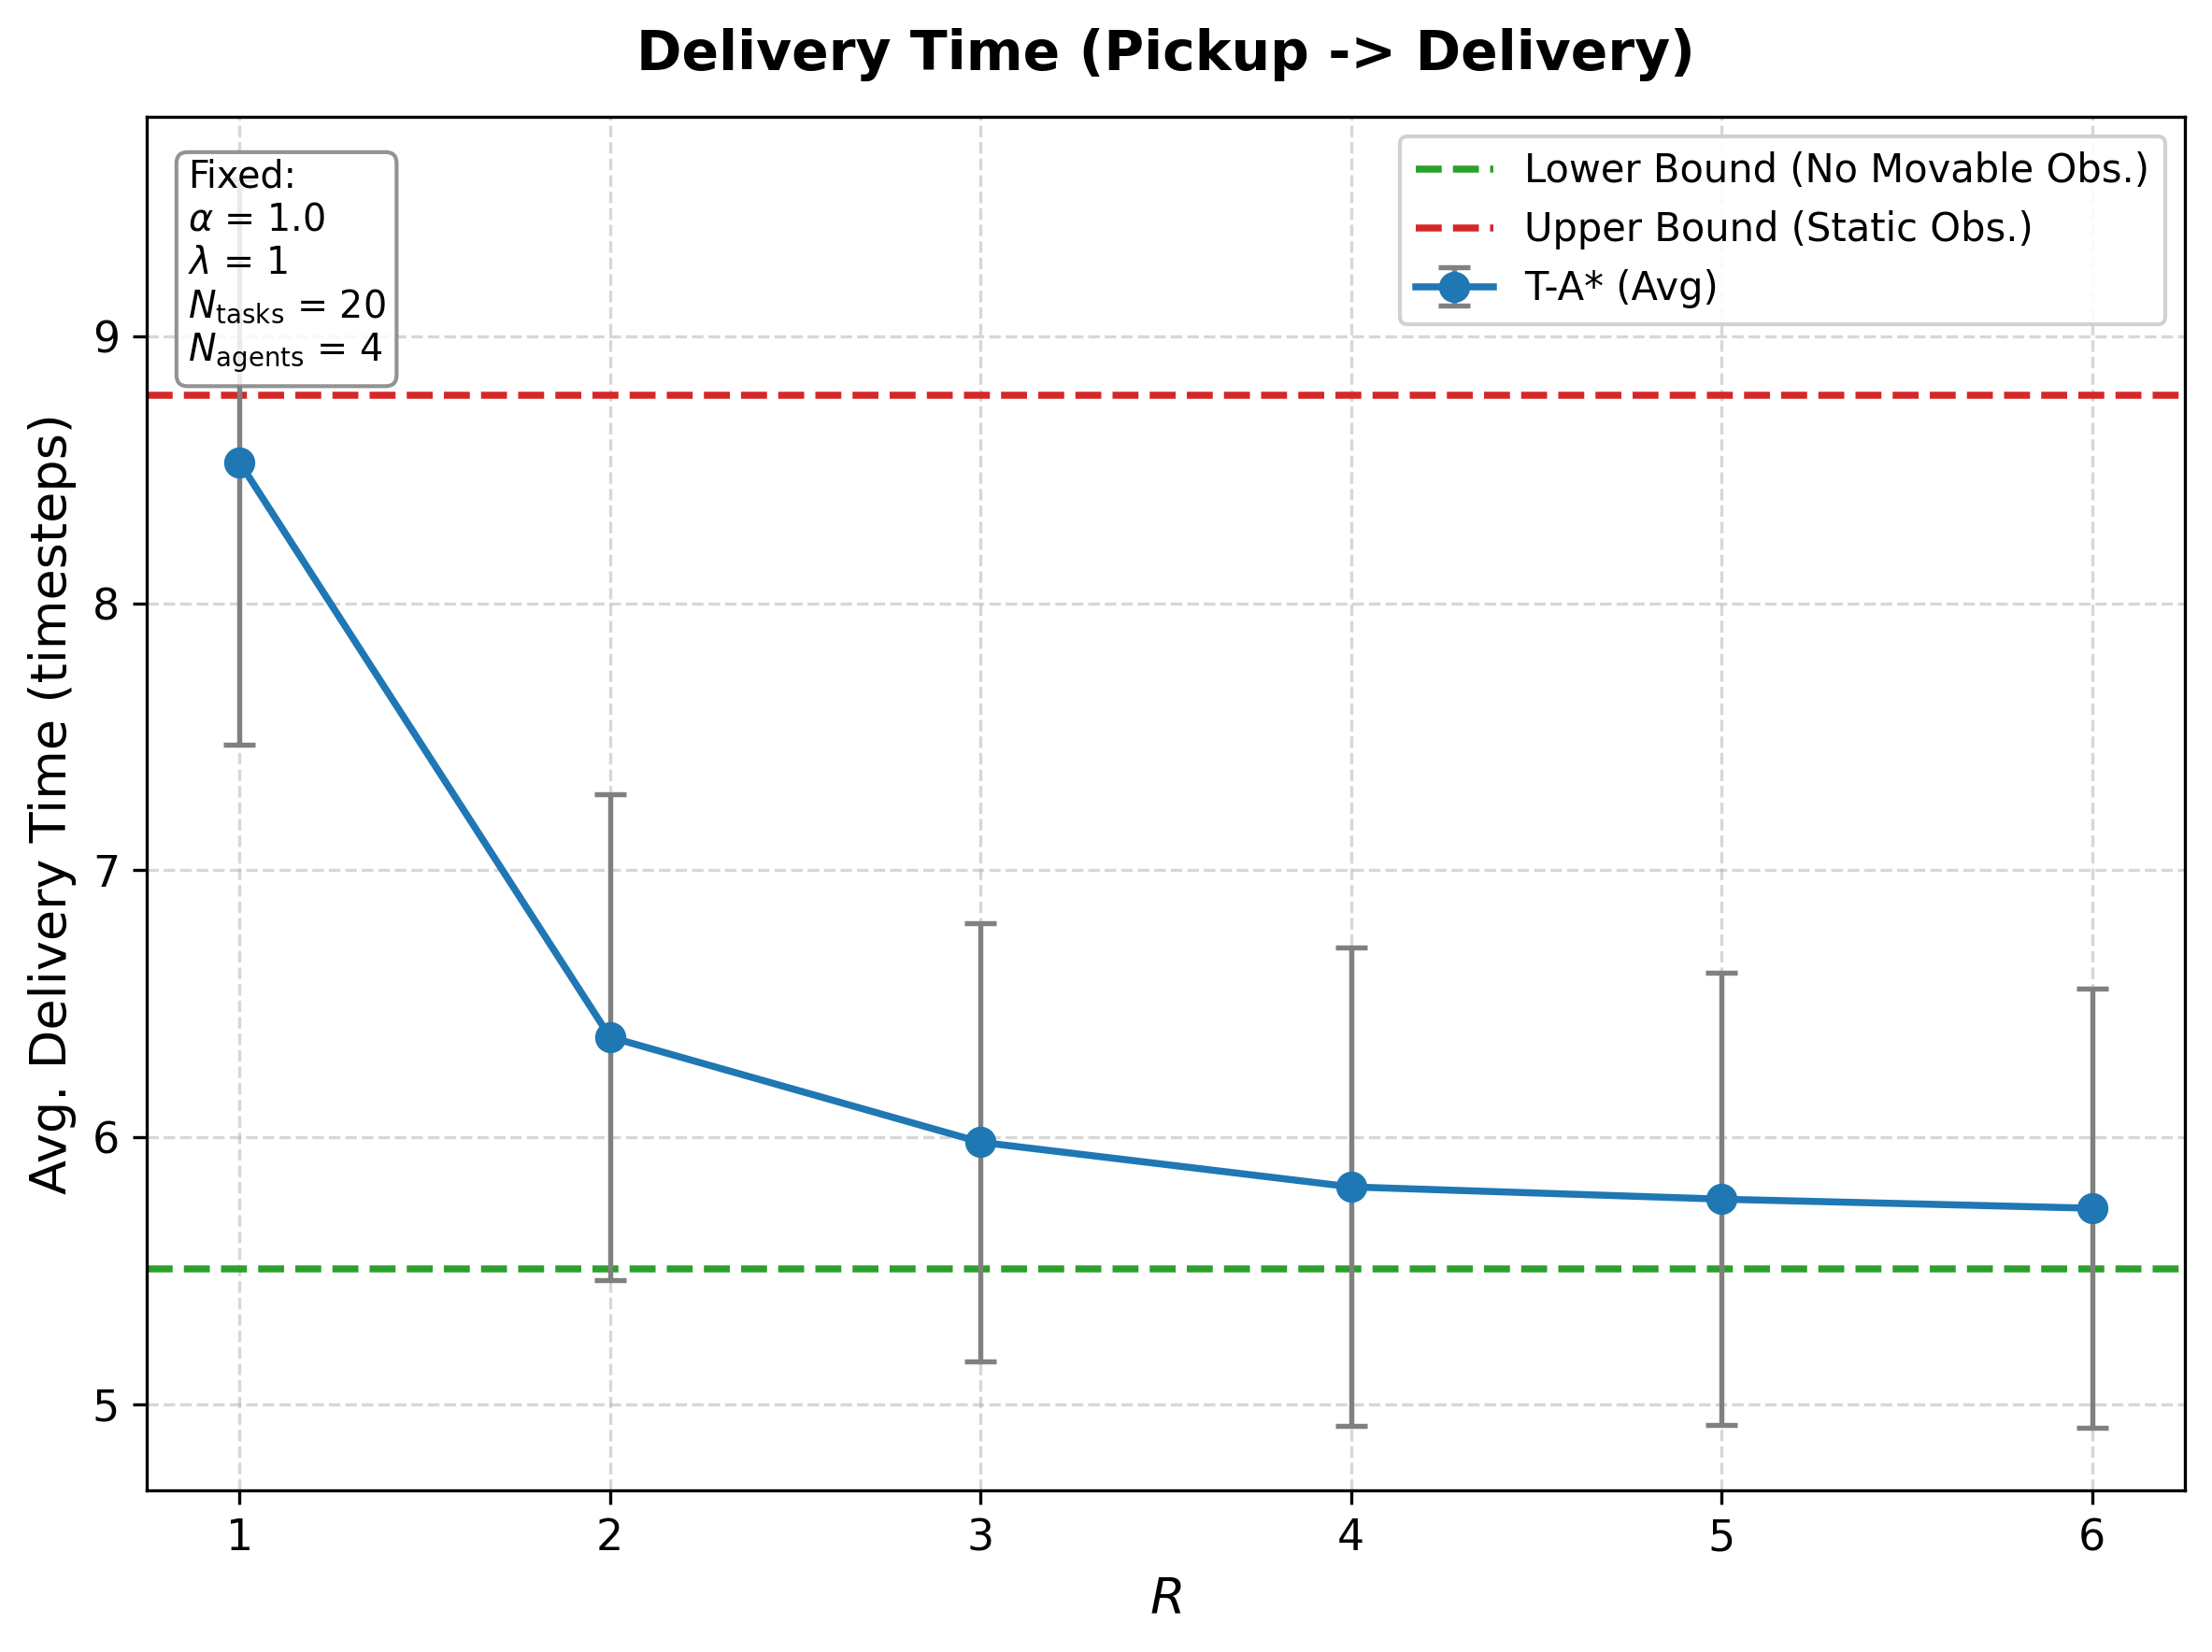 Delivery Time (Pickup -> Delivery)
Fixed:
α = 1.0
λ = 1
N_tasks = 20
N_agents = 4
Lower Bound (No Movable Obs.)
Upper Bound (Static Obs.)
T-A* (Avg)
Avg. Delivery Time (timesteps)
9
8
7
6
5
1 2 3 4 5 6
R